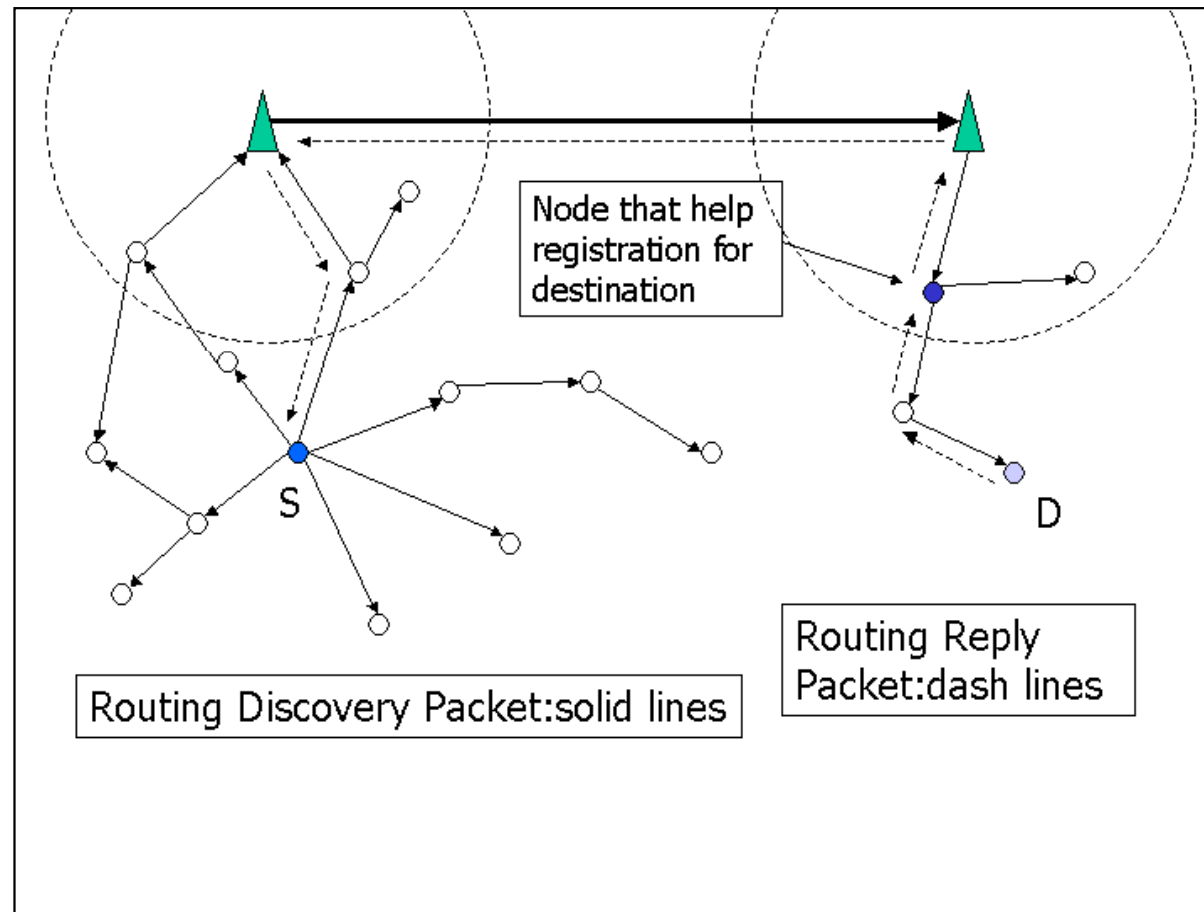 Node that help
registration for
destination
S
D
Routing Reply
Packet:dash lines
Routing Discovery Packet:solid lines